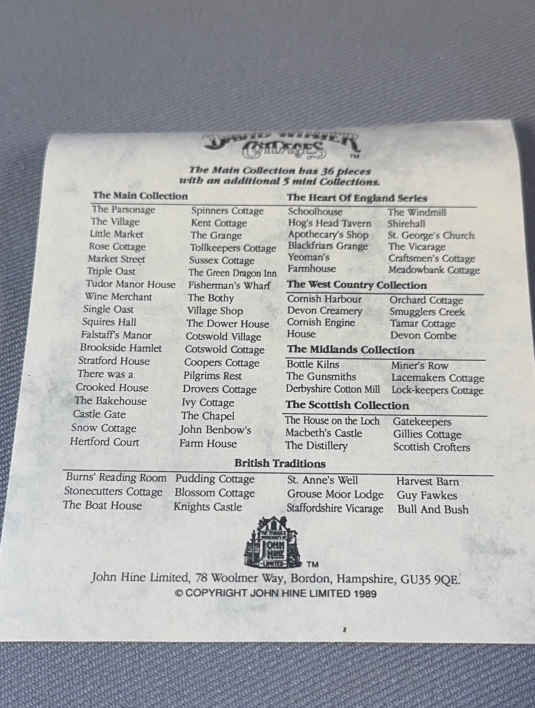 DAVID WINTER
COTTAGES
TM
The Main Collection has 36 pieces
with an additional 5 mini Collections.
The Main Collection
The Parsonage
The Village
Little Market
Rose Cottage
Market Street
Triple Oast
Tudor Manor House
Wine Merchant
Single Oast
Squires Hall
Falstaff's Manor
Brookside Hamlet
Stratford House
There was a
Crooked House
The Bakehouse
Castle Gate
Snow Cottage
Hertford Court
Spinners Cottage
Kent Cottage
The Grange
Tollkeepers Cottage
Sussex Cottage
The Green Dragon Inn
Fisherman's Wharf
The Bothy
Village Shop
The Dower House
Cotswold Village
Cotswold Cottage
Coopers Cottage
Pilgrims Rest
Drovers Cottage
Ivy Cottage
The Chapel
John Benbow's
Farm House
The Heart Of England Series
Schoolhouse
Hog's Head Tavern
Apothecary's Shop
Blackfriars Grange
Yeoman's
Farmhouse
The Windmill
Shirehall
St. George's Church
The Vicarage
Craftsmen's Cottage
Meadowbank Cottage
The West Country Collection
Cornish Harbour
Devon Creamery
Cornish Engine
House
Orchard Cottage
Smugglers Creek
Tamar Cottage
Devon Combe
The Midlands Collection
Bottle Kilns
The Gunsmiths
Derbyshire Cotton Mill
Miner's Row
Lacemakers Cottage
Lock-keepers Cottage
The Scottish Collection
The House on the Loch
Macbeth's Castle
The Distillery
Gatekeepers
Gillies Cottage
Scottish Crofters
British Traditions
Burns' Reading Room
Stonecutters Cottage
The Boat House
Pudding Cottage
Blossom Cottage
Knights Castle
St. Anne's Well
Grouse Moor Lodge
Staffordshire Vicarage
Harvest Barn
Guy Fawkes
Bull And Bush
JOHN
HINE
LIMITED
TM
John Hine Limited, 78 Woolmer Way, Bordon, Hampshire, GU35 9QE.
© COPYRIGHT JOHN HINE LIMITED 1989